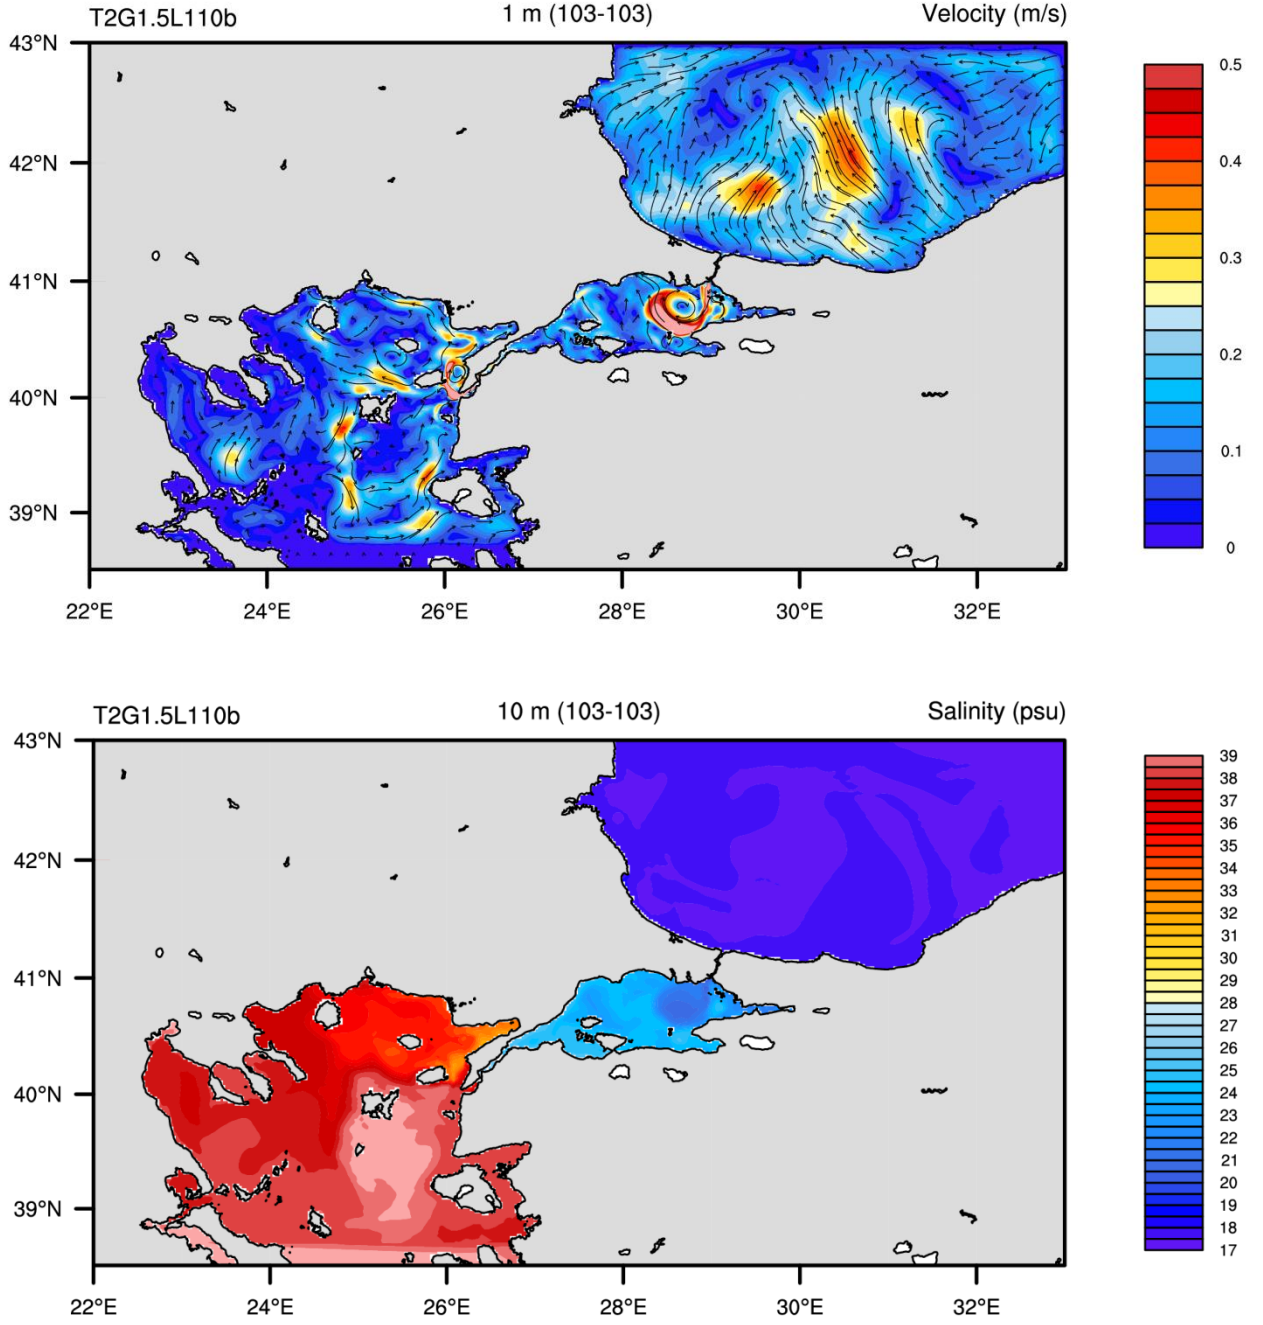 T2G1.5L110b 1 m (103-103) Velocity (m/s)
43°N
42°N
41°N
40°N
39°N
22°E 24°E 26°E 28°E 30°E 32°E
0.5
0.4
0.3
0.2
0.1
0
T2G1.5L110b 10 m (103-103) Salinity (psu)
43°N
42°N
41°N
40°N
39°N
22°E 24°E 26°E 28°E 30°E 32°E
39
38
37
36
35
34
33
32
31
30
29
28
27
26
25
24
23
22
21
20
19
18
17